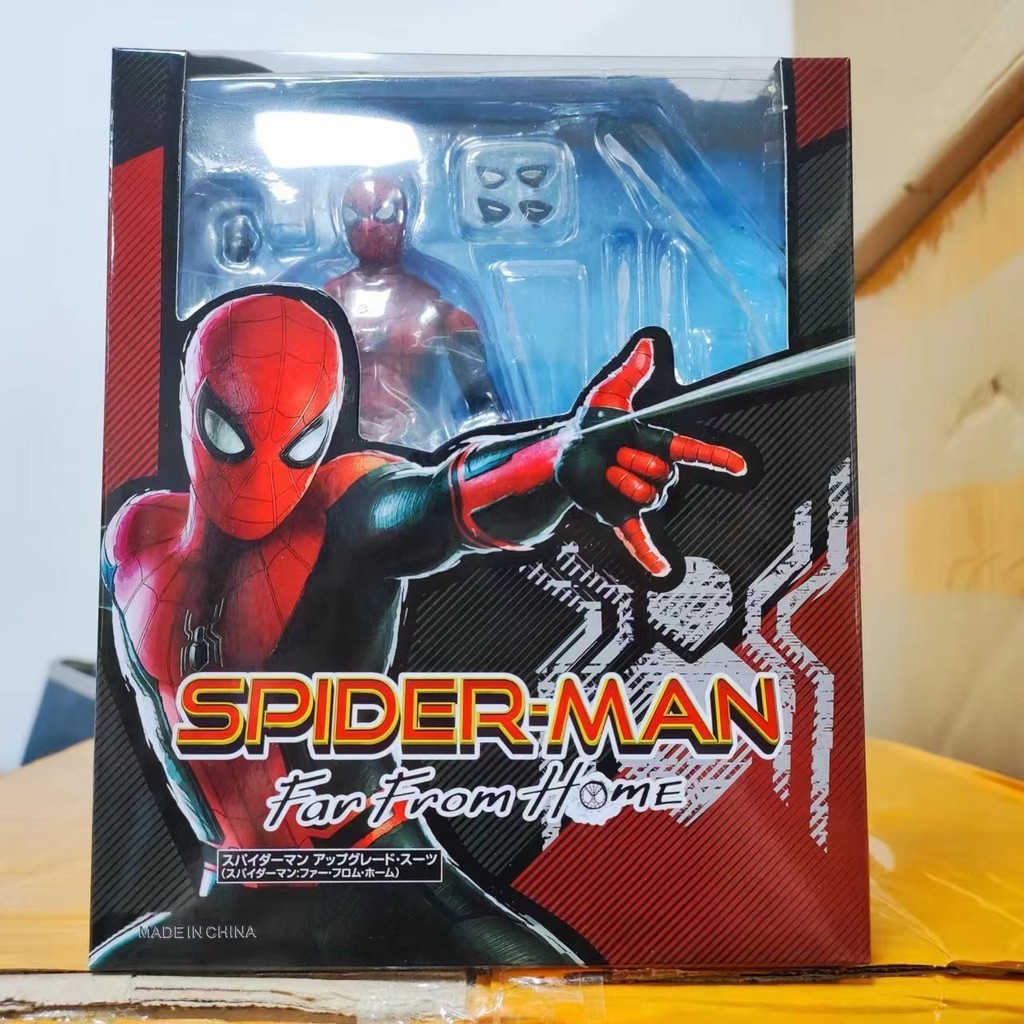 SPIDER-MAN
Far From HOME
スパイダーマン アップグレード・スーツ
(スパイダーマン:ファー・フロム・ホーム)
MADE IN CHINA